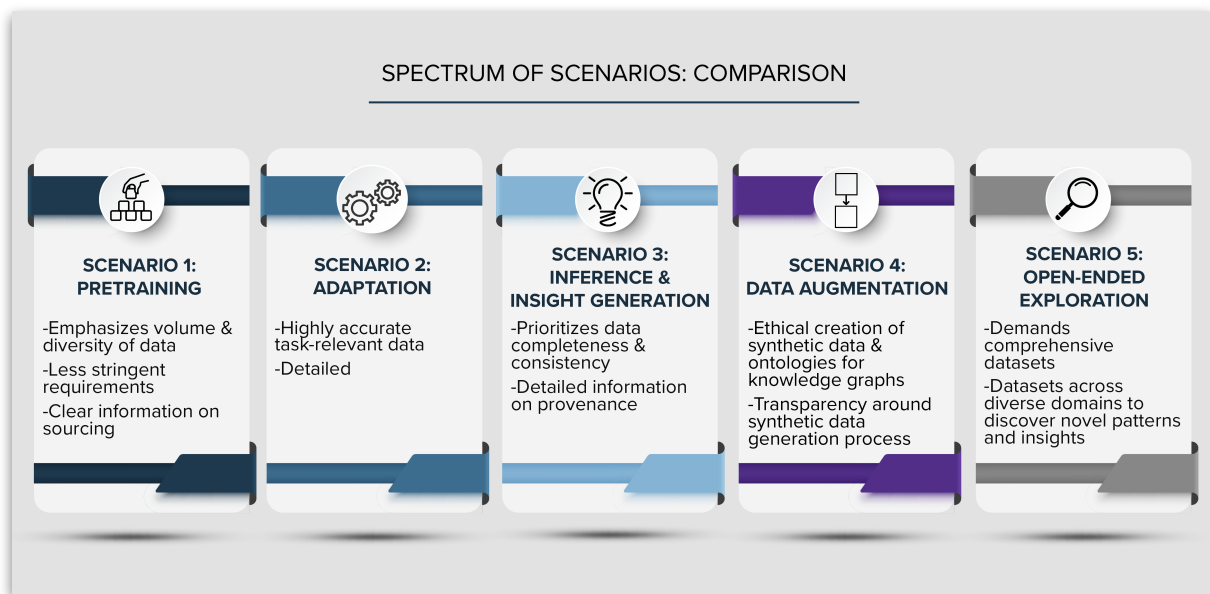 SPECTRUM OF SCENARIOS: COMPARISON
SCENARIO 1:
PRETRAINING
-Emphasizes volume &
diversity of data
-Less stringent
requirements
-Clear information on
sourcing
SCENARIO 2:
ADAPTATION
-Highly accurate
task-relevant data
-Detailed
SCENARIO 3:
INFERENCE &
INSIGHT GENERATION
-Prioritizes data
completeness &
consistency
-Detailed information
on provenance
SCENARIO 4:
DATA AUGMENTATION
-Ethical creation of
synthetic data &
ontologies for
knowledge graphs
-Transparency around
synthetic data
generation process
SCENARIO 5:
OPEN-ENDED
EXPLORATION
-Demands
comprehensive
datasets
-Datasets across
diverse domains to
discover novel patterns
and insights